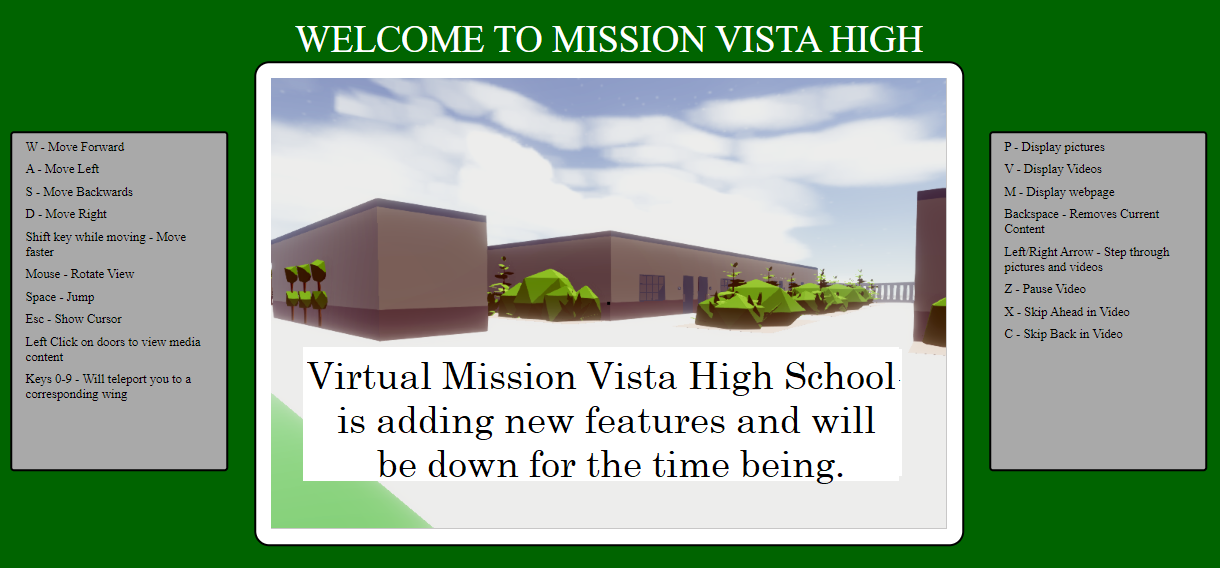 WELCOME TO MISSION VISTA HIGH
W - Move Forward
A - Move Left
S - Move Backwards
D - Move Right
Shift key while moving - Move
faster
Mouse - Rotate View
Space - Jump
Esc - Show Cursor
Left Click on doors to view media
content
Keys 0-9 - Will teleport you to a
corresponding wing
Virtual Mission Vista High School
is adding new features and will
be down for the time being.
P - Display pictures
V - Display Videos
M - Display webpage
Backspace - Removes Current
Content
Left/Right Arrow - Step through
pictures and videos
Z - Pause Video
X - Skip Ahead in Video
C - Skip Back in Video